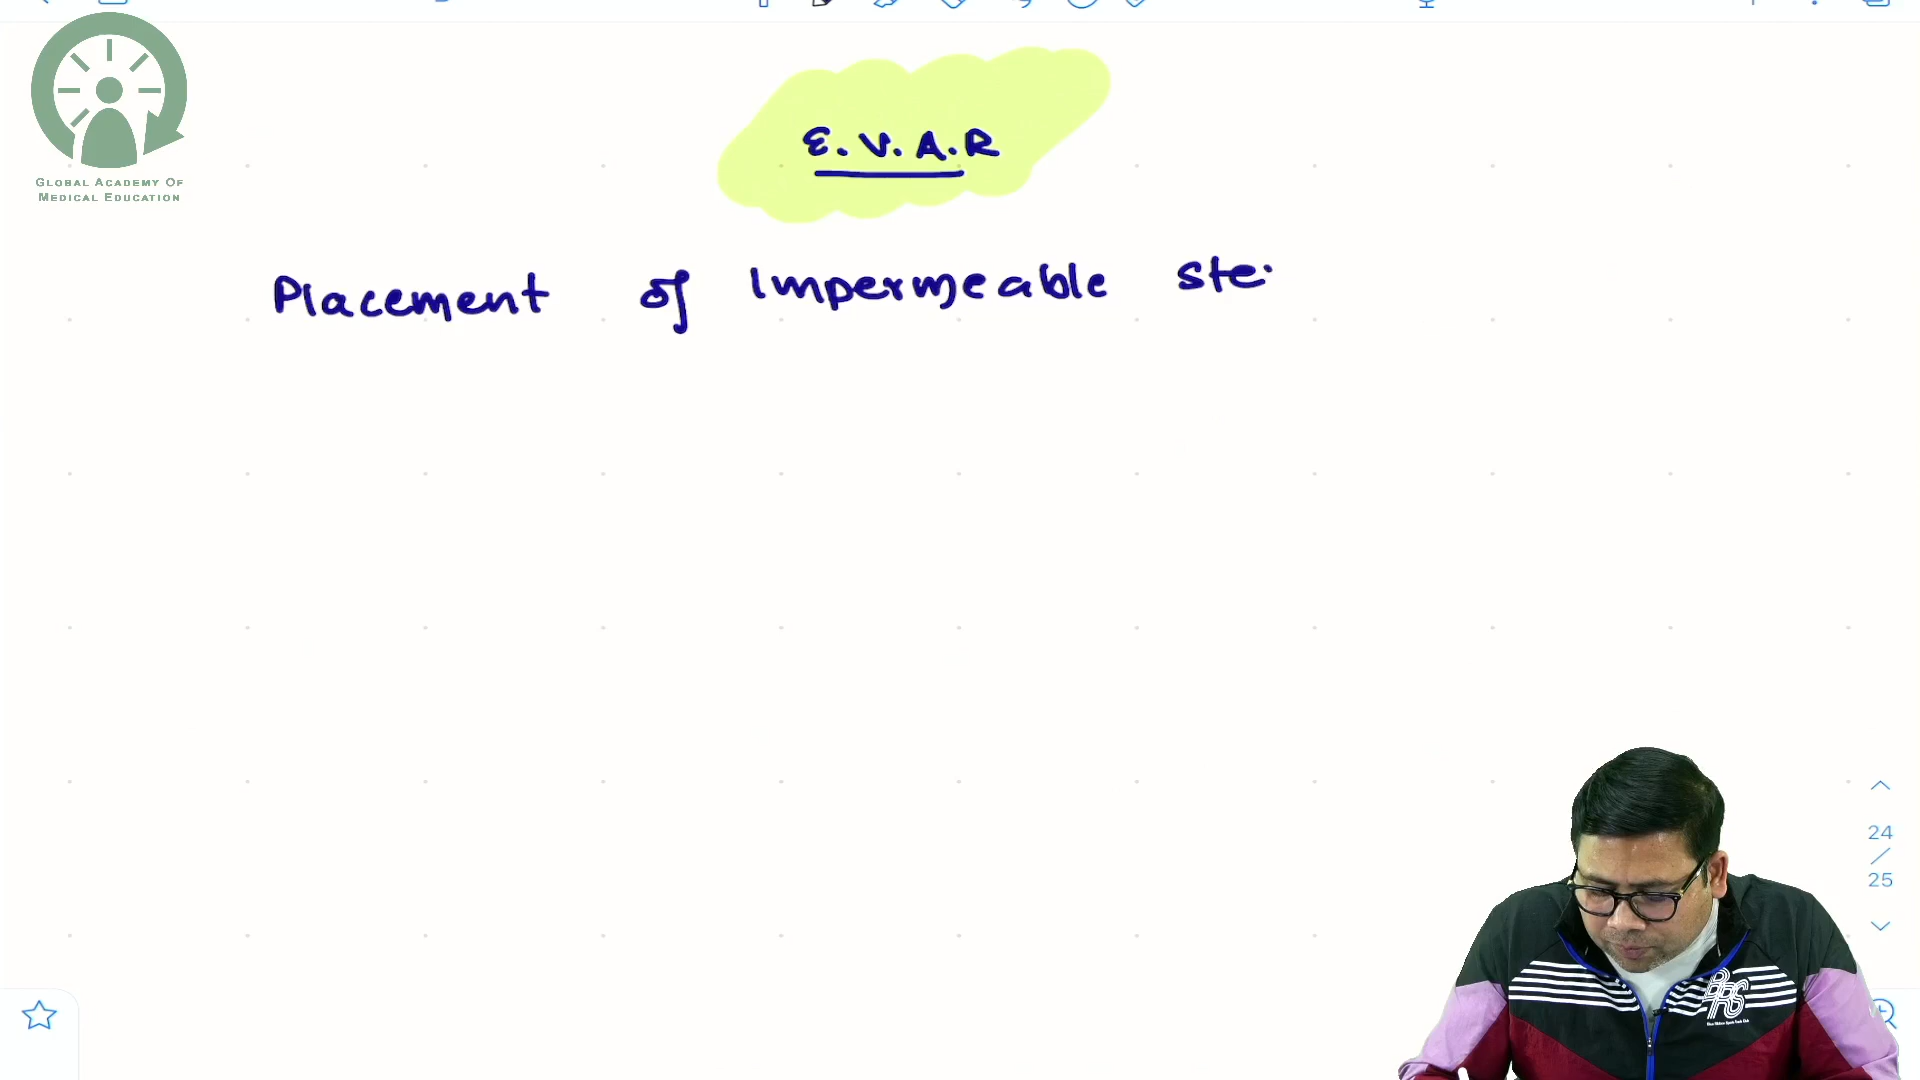 GLOBAL ACADEMY OF
MEDICAL EDUCATION
E.V.A.R
Placement of Impermeable ste
24
/
25